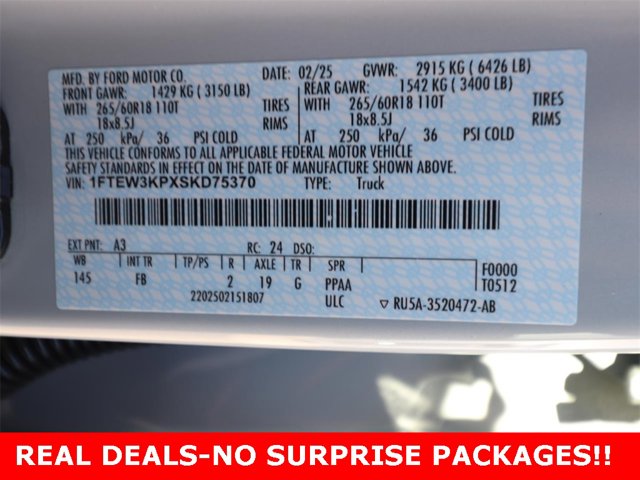 MFD. BY FORD MOTOR CO. DATE: 02/25 GVWR: 2915 KG ( 6426 LB)
FRONT GAWR: 1429 KG ( 3150 LB) REAR GAWR: 1542 KG ( 3400 LB)
WITH 265/60R18 110T TIRES WITH 265/60R18 110T TIRES
18x8.5J RIMS 18x8.5J RIMS
AT 250 kPa/ 36 PSI COLD AT 250 kPa/ 36 PSI COLD
THIS VEHICLE CONFORMS TO ALL APPLICABLE FEDERAL MOTOR VEHICLE
SAFETY STANDARDS IN EFFECT ON THE DATE OF MANUFACTURE SHOWN ABOVE.
VIN: 1FTEW3KPXSKD75370 TYPE: Truck
EXT PNT: A3 RC: 24 DSO:
WB INT TR TP/PS R AXLE TR SPR F0000
145 FB 2 19 G PPAA T0512
2202502151807 ULC ▽ RU5A-3520472-AB
REAL DEALS-NO SURPRISE PACKAGES!!